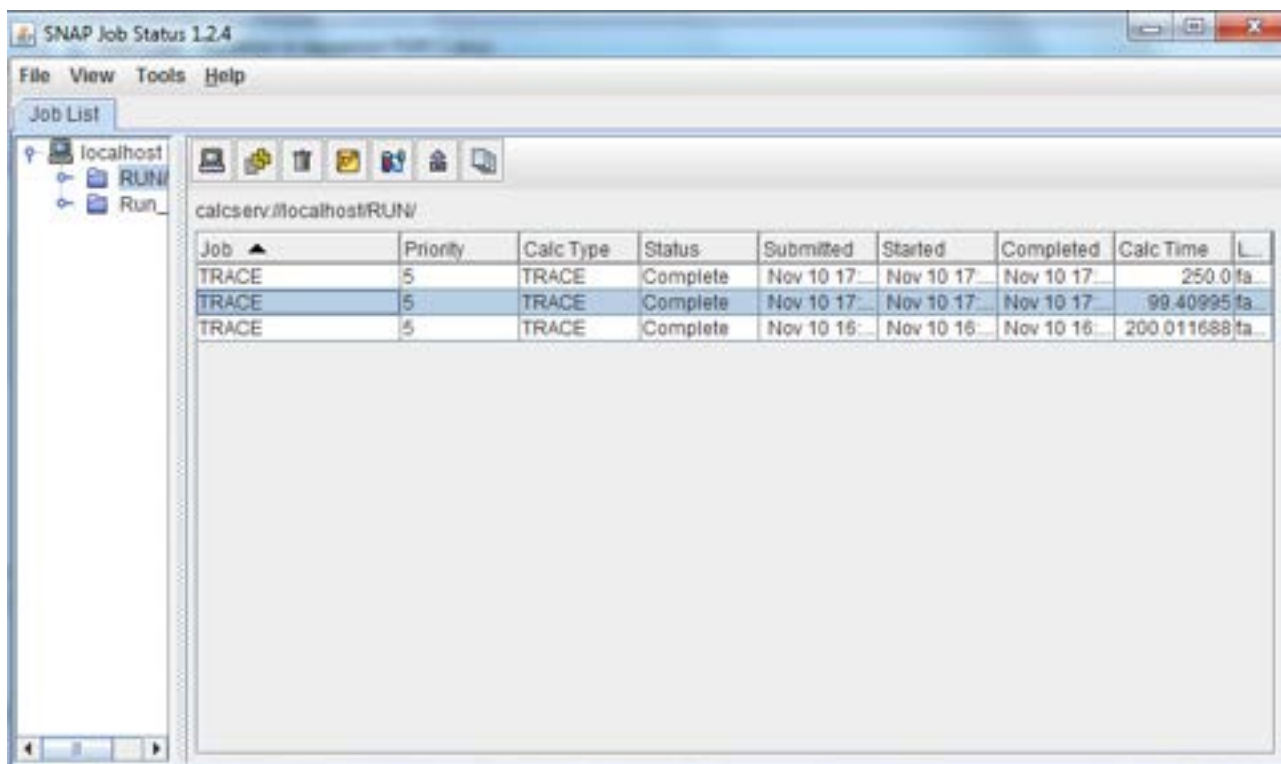 SNAP Job Status 1.2.4
File View Tools Help
Job List
localhost
RUN/
Run_
calcserv://localhost/RUN/
Job Priority Calc Type Status Submitted Started Completed Calc Time L...
TRACE 5 TRACE Complete Nov 10 17:... Nov 10 17:... Nov 10 17:... 250.0 fa...
TRACE 5 TRACE Complete Nov 10 17:... Nov 10 17:... Nov 10 17:... 99.40995 fa...
TRACE 5 TRACE Complete Nov 10 16:... Nov 10 16:... Nov 10 16:... 200.011688 fa...